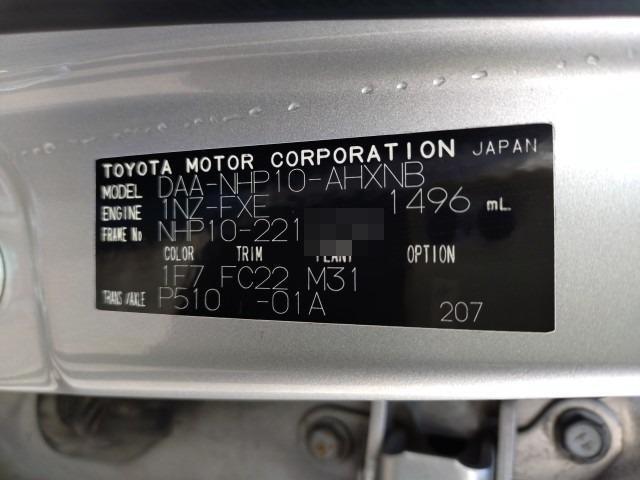 TOYOTA MOTOR CORPORATION JAPAN
MODEL DAA-NHP10-AHXNB
ENGINE 1NZ-FXE 1496 mL.
FRAME No NHP10-221
COLOR TRIM PLANT OPTION
1F7 FC22 M31
TRANS /AXLE P510 -01A 207